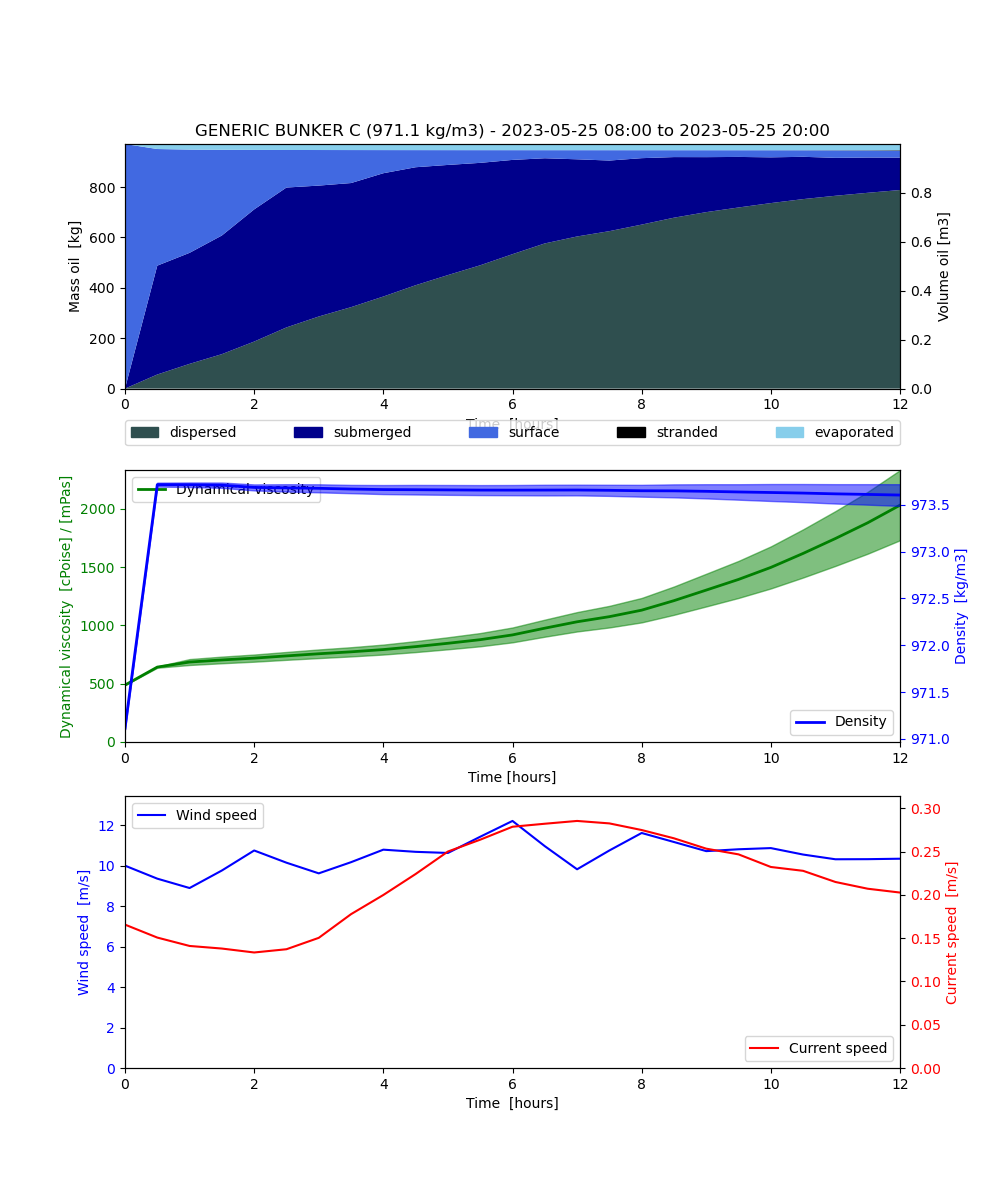 GENERIC BUNKER C (971.1 kg/m3) - 2023-05-25 08:00 to 2023-05-25 20:00
Mass oil [kg]
800
600
400
200
0
Volume oil [m3]
0.8
0.6
0.4
0.2
0.0
0 2 4 6 8 10 12
Time [hours]
dispersed submerged surface stranded evaporated
Dynamical viscosity [cPoise] / [mPas]
2000
1500
1000
500
0
Dynamical viscosity
Density [kg/m3]
973.5
973.0
972.5
972.0
971.5
971.0
Density
0 2 4 6 8 10 12
Time [hours]
Wind speed [m/s]
12
10
8
6
4
2
0
Wind speed
Current speed [m/s]
0.30
0.25
0.20
0.15
0.10
0.05
0.00
Current speed
0 2 4 6 8 10 12
Time [hours]